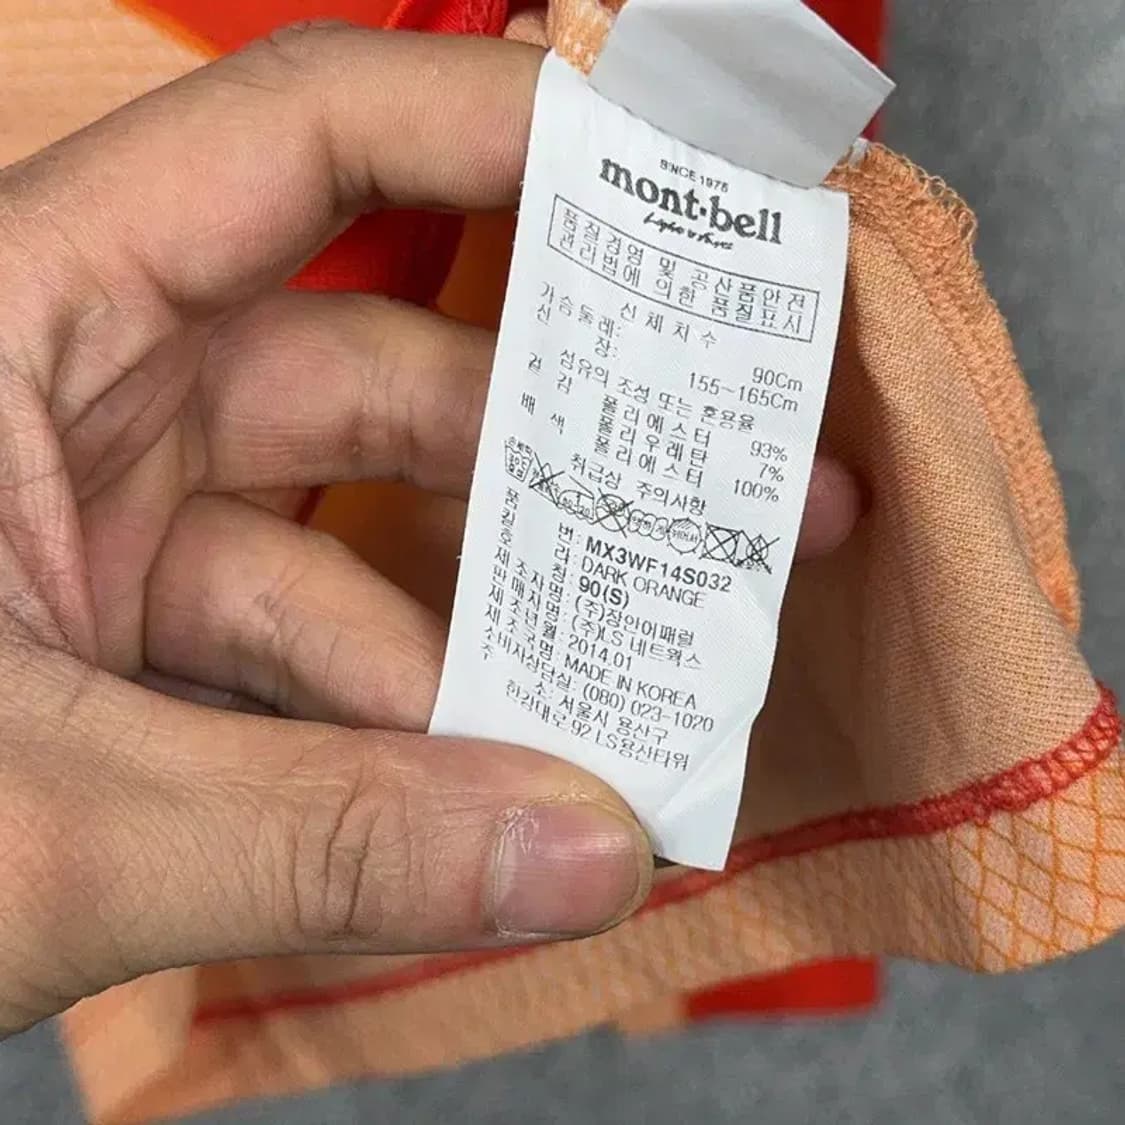 SINCE 1975
mont-bell
Light & Fast
품질경영 및 공산품안전
관리법에 의한 품질표시
신체치수
가슴둘레: 90Cm
신장: 155~165Cm
섬유의 조성 또는 혼용율
겉감 폴리에스터 93%
폴리우레탄 7%
배색 폴리에스터 100%
취급상 주의사항
품번: MX3WF14S032
칼라: DARK ORANGE
호칭: 90(S)
제조자명: (주)장안어패럴
판매자명: (주)LS 네트웍스
제조년월: 2014.01
제조국명: MADE IN KOREA
소비자상담실: (080) 023-1020
주소: 서울시 용산구
한강대로 92 LS용산타워